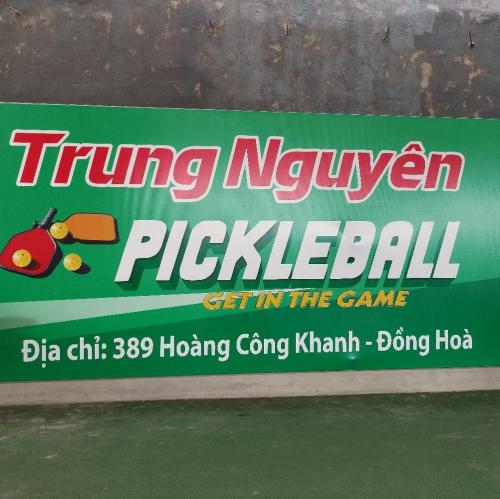 Trung Nguyên
PICKLEBALL
GET IN THE GAME
Địa chỉ: 389 Hoàng Công Khanh - Đồng Hoà